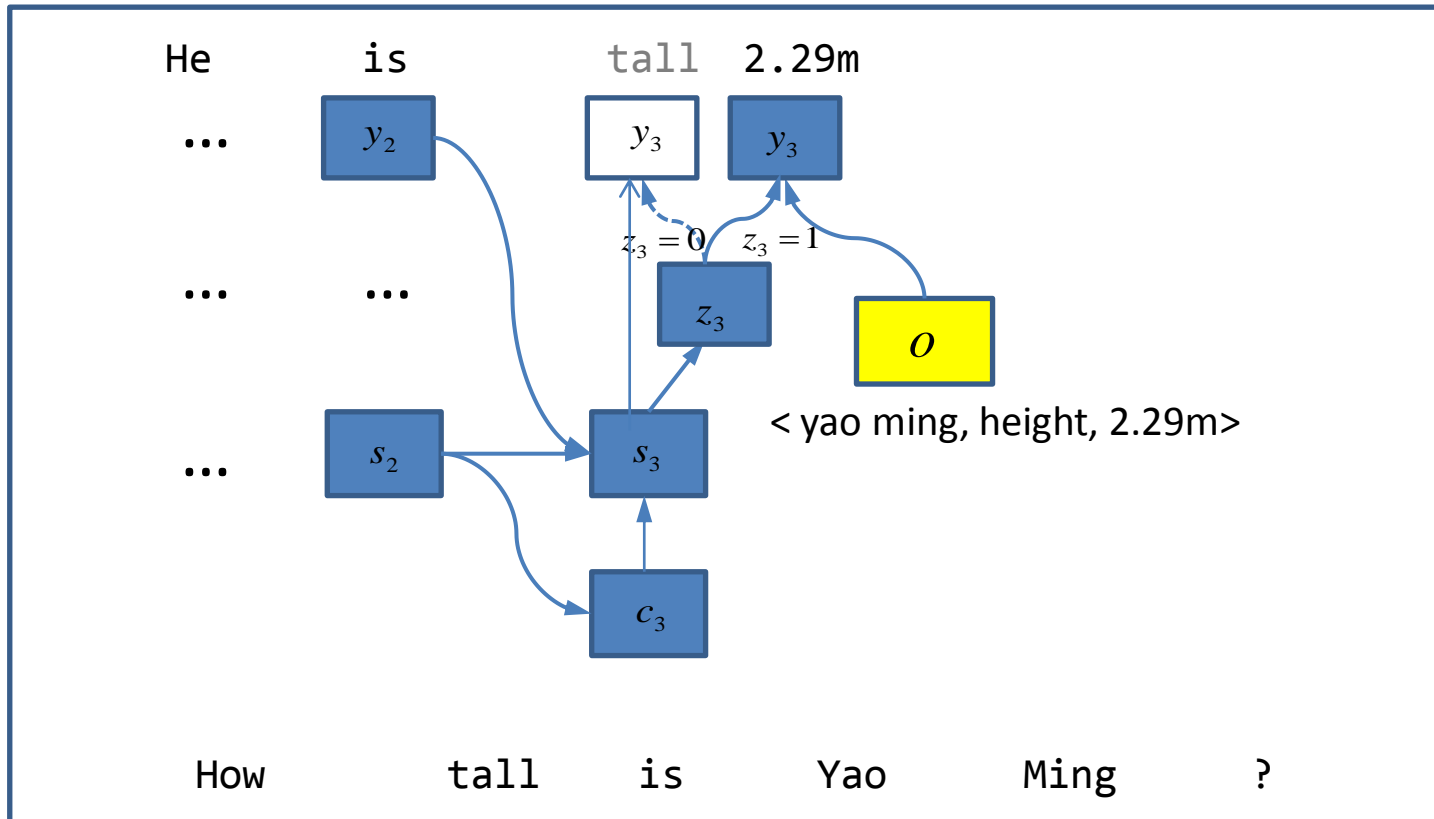 He is tall 2.29m
... y₂ y₃ y₃
z₃ = 0 z₃ = 1
... ... z₃
o
< yao ming, height, 2.29m>
... s₂ s₃
c₃
How tall is Yao Ming ?